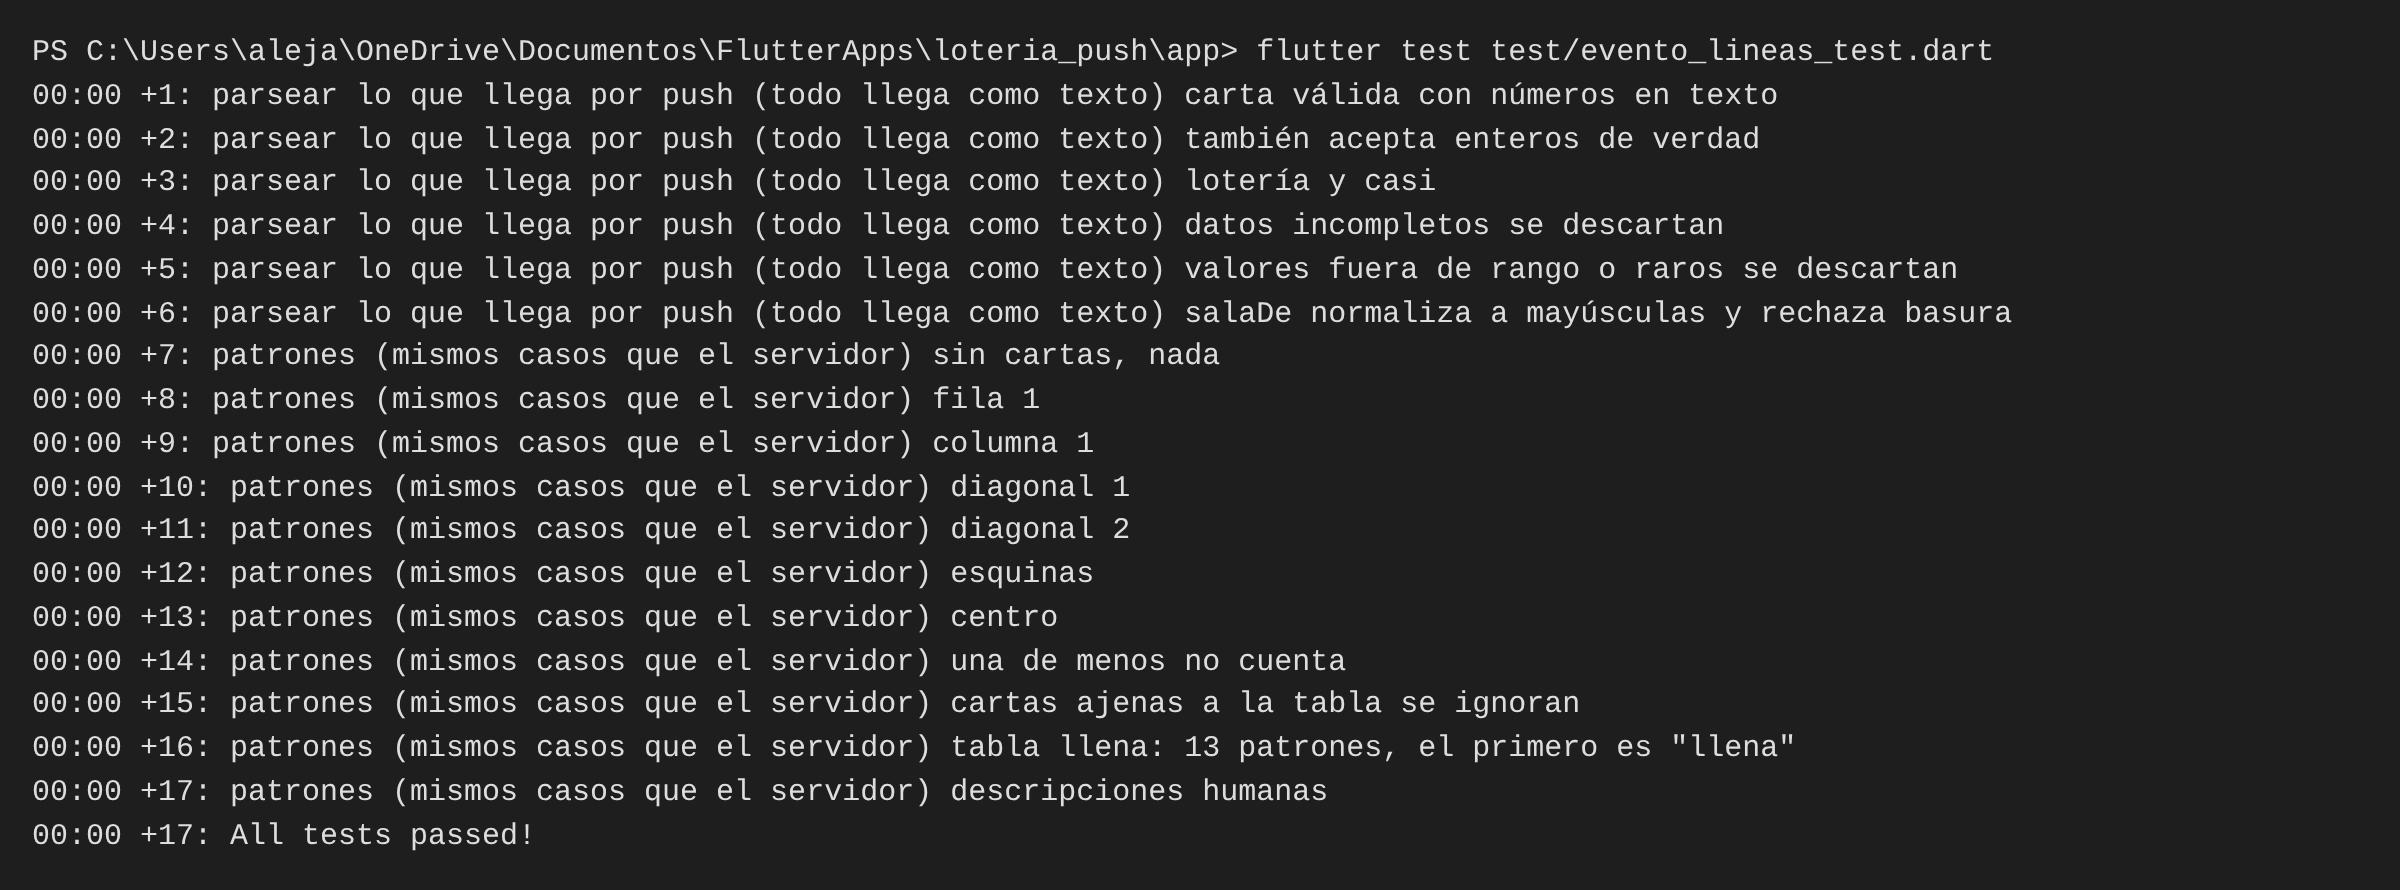 PS C:\Users\aleja\OneDrive\Documentos\FlutterApps\loteria_push\app> flutter test test/evento_lineas_test.dart
00:00 +1: parsear lo que llega por push (todo llega como texto) carta válida con números en texto
00:00 +2: parsear lo que llega por push (todo llega como texto) también acepta enteros de verdad
00:00 +3: parsear lo que llega por push (todo llega como texto) lotería y casi
00:00 +4: parsear lo que llega por push (todo llega como texto) datos incompletos se descartan
00:00 +5: parsear lo que llega por push (todo llega como texto) valores fuera de rango o raros se descartan
00:00 +6: parsear lo que llega por push (todo llega como texto) salaDe normaliza a mayúsculas y rechaza basura
00:00 +7: patrones (mismos casos que el servidor) sin cartas, nada
00:00 +8: patrones (mismos casos que el servidor) fila 1
00:00 +9: patrones (mismos casos que el servidor) columna 1
00:00 +10: patrones (mismos casos que el servidor) diagonal 1
00:00 +11: patrones (mismos casos que el servidor) diagonal 2
00:00 +12: patrones (mismos casos que el servidor) esquinas
00:00 +13: patrones (mismos casos que el servidor) centro
00:00 +14: patrones (mismos casos que el servidor) una de menos no cuenta
00:00 +15: patrones (mismos casos que el servidor) cartas ajenas a la tabla se ignoran
00:00 +16: patrones (mismos casos que el servidor) tabla llena: 13 patrones, el primero es "llena"
00:00 +17: patrones (mismos casos que el servidor) descripciones humanas
00:00 +17: All tests passed!